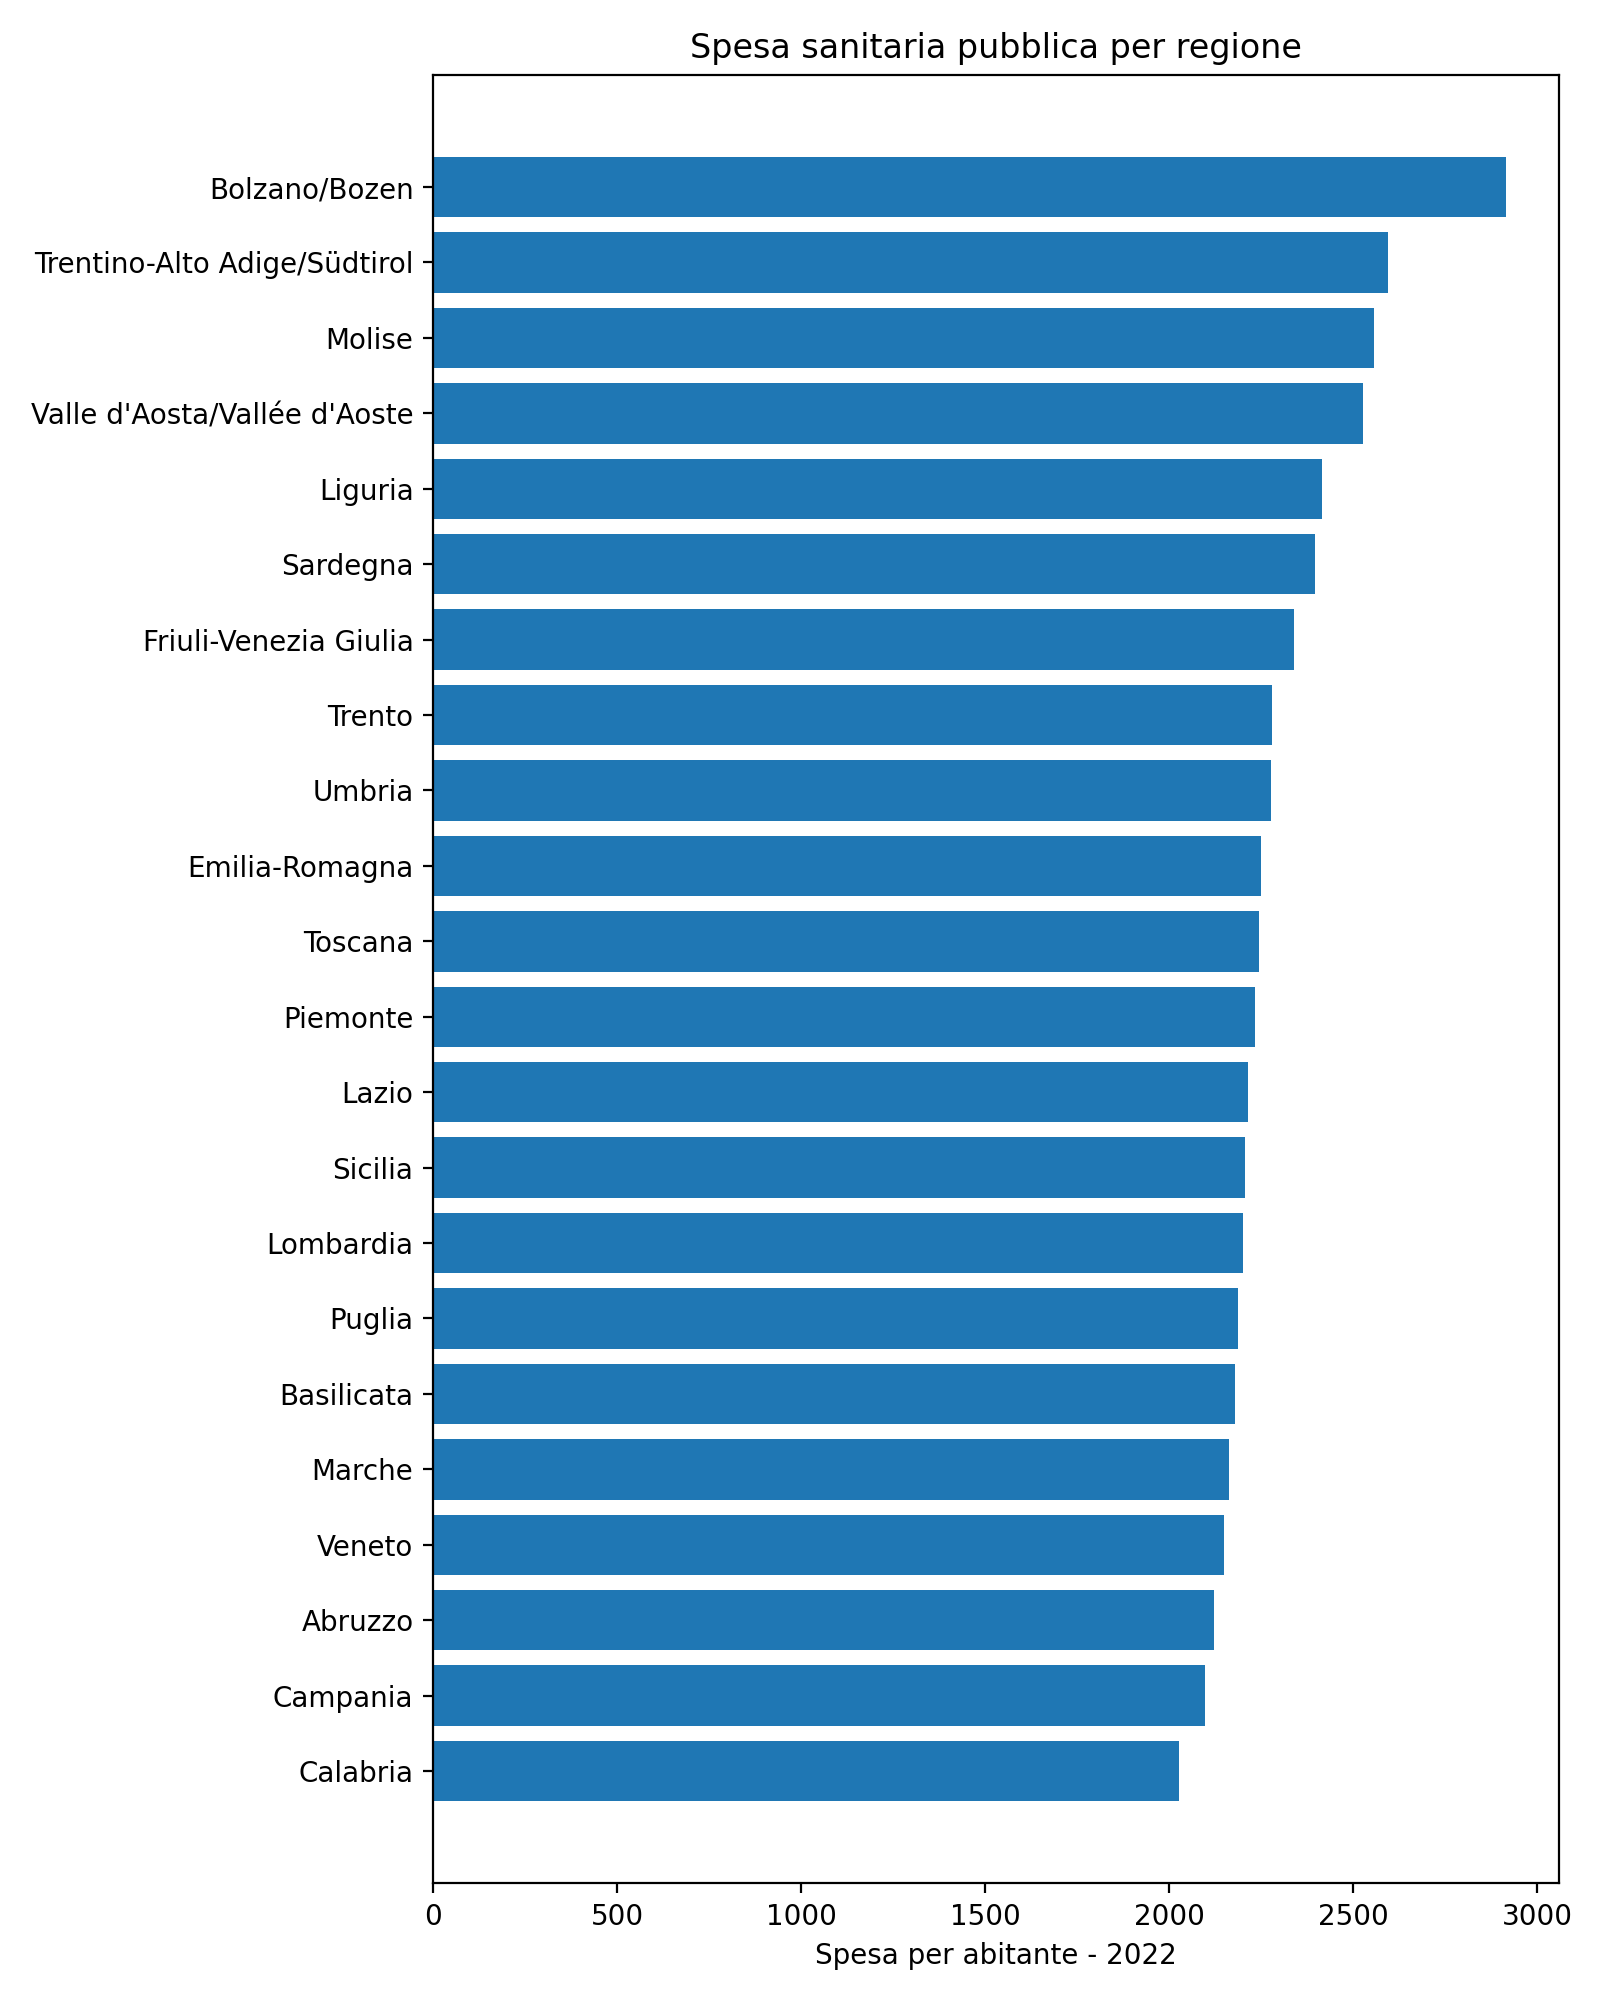 Spesa sanitaria pubblica per regione
Bolzano/Bozen
Trentino-Alto Adige/Südtirol
Molise
Valle d'Aosta/Vallée d'Aoste
Liguria
Sardegna
Friuli-Venezia Giulia
Trento
Umbria
Emilia-Romagna
Toscana
Piemonte
Lazio
Sicilia
Lombardia
Puglia
Basilicata
Marche
Veneto
Abruzzo
Campania
Calabria
0 500 1000 1500 2000 2500 3000
Spesa per abitante - 2022